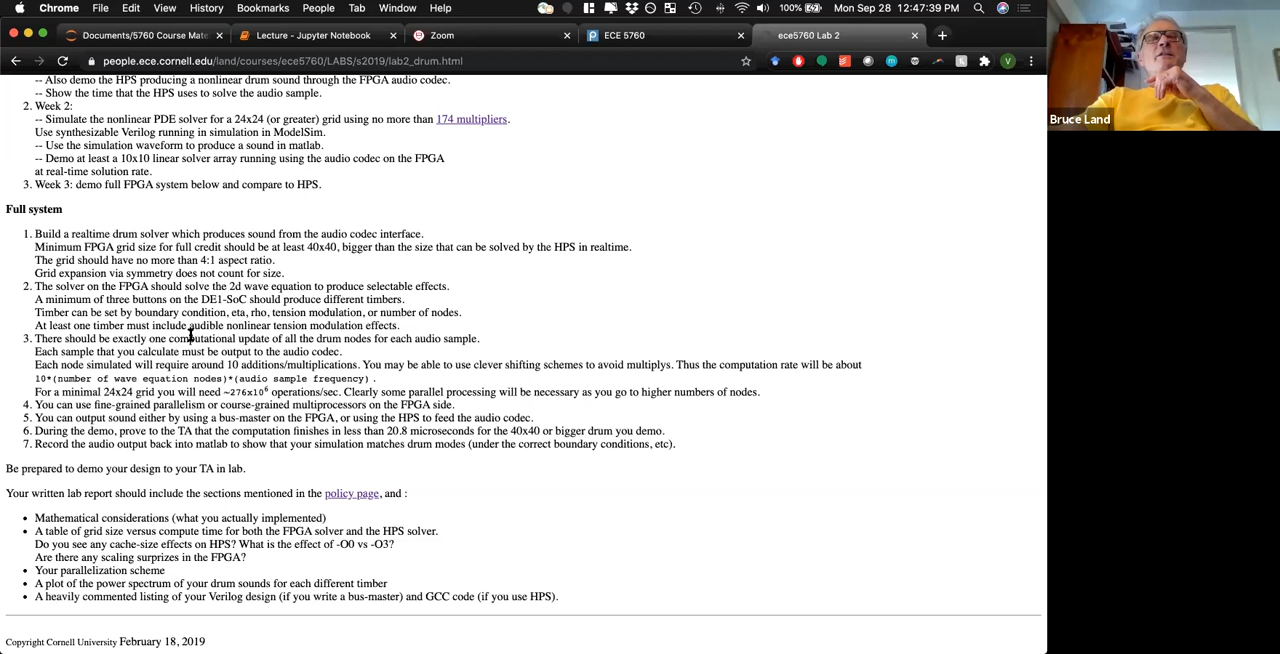 Chrome File Edit View History Bookmarks People Tab Window Help 100% Mon Sep 28 12:47:39 PM
Documents/5760 Course Mate
Lecture - Jupyter Notebook
Zoom
ECE 5760
ece5760 Lab 2
people.ece.cornell.edu/land/courses/ece5760/LABS/s2019/lab2_drum.html
-- Also demo the HPS producing a nonlinear drum sound through the FPGA audio codec.
-- Show the time that the HPS uses to solve the audio sample.
2. Week 2:
-- Simulate the nonlinear PDE solver for a 24x24 (or greater) grid using no more than 174 multipliers.
Use synthesizable Verilog running in simulation in ModelSim.
-- Use the simulation waveform to produce a sound in matlab.
-- Demo at least a 10x10 linear solver array running using the audio codec on the FPGA
at real-time solution rate.
3. Week 3: demo full FPGA system below and compare to HPS.
Full system
1. Build a realtime drum solver which produces sound from the audio codec interface.
Minimum FPGA grid size for full credit should be at least 40x40, bigger than the size that can be solved by the HPS in realtime.
The grid should have no more than 4:1 aspect ratio.
Grid expansion via symmetry does not count for size.
2. The solver on the FPGA should solve the 2d wave equation to produce selectable effects.
A minimum of three buttons on the DE1-SoC should produce different timbers.
Timber can be set by boundary condition, eta, rho, tension modulation, or number of nodes.
At least one timber must include audible nonlinear tension modulation effects.
3. There should be exactly one computational update of all the drum nodes for each audio sample.
Each sample that you calculate must be output to the audio codec.
Each node simulated will require around 10 additions/multiplications. You may be able to use clever shifting schemes to avoid multiplys. Thus the computation rate will be about
10*(number of wave equation nodes)*(audio sample frequency) .
For a minimal 24x24 grid you will need ~276x10⁶ operations/sec. Clearly some parallel processing will be necessary as you go to higher numbers of nodes.
4. You can use fine-grained parallelism or course-grained multiprocessors on the FPGA side.
5. You can output sound either by using a bus-master on the FPGA, or using the HPS to feed the audio codec.
6. During the demo, prove to the TA that the computation finishes in less than 20.8 microseconds for the 40x40 or bigger drum you demo.
7. Record the audio output back into matlab to show that your simulation matches drum modes (under the correct boundary conditions, etc).
Be prepared to demo your design to your TA in lab.
Your written lab report should include the sections mentioned in the policy page, and :
• Mathematical considerations (what you actually implemented)
• A table of grid size versus compute time for both the FPGA solver and the HPS solver.
Do you see any cache-size effects on HPS? What is the effect of -O0 vs -O3?
Are there any scaling surprizes in the FPGA?
• Your parallelization scheme
• A plot of the power spectrum of your drum sounds for each different timber
• A heavily commented listing of your Verilog design (if you write a bus-master) and GCC code (if you use HPS).
Copyright Cornell University February 18, 2019
Bruce Land